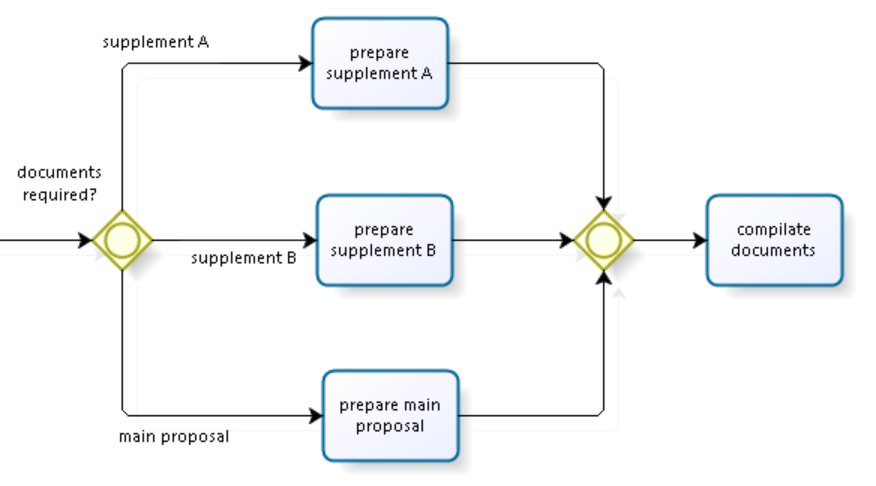 supplement A
prepare
supplement A
documents
required?
prepare
supplement B
supplement B
compilate
documents
prepare main
proposal
main proposal